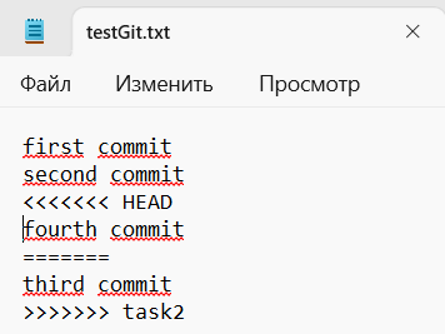 testGit.txt
Файл Изменить Просмотр
first commit
second commit
<<<<<<< HEAD
fourth commit
=======
third commit
>>>>>>> task2